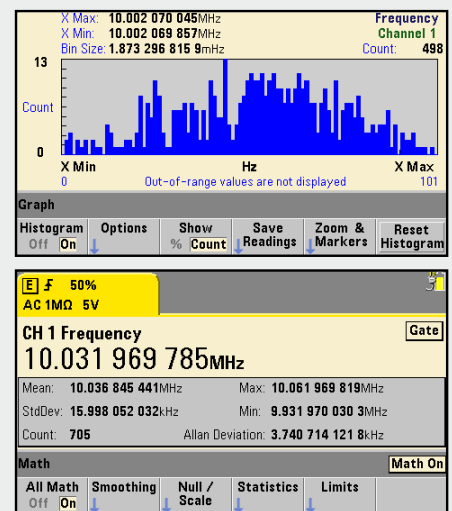 X Max: 10.002 070 045MHz Frequency
X Min: 10.002 069 857MHz Channel 1
Bin Size: 1.873 296 815 9mHz Count: 498
13
Count
0
X Min Hz X Max
0 Out-of-range values are not displayed 101
Graph
Histogram Options Show Save Zoom & Reset
Off On % Count Readings Markers Histogram
E 50%
AC 1MΩ 5V
CH 1 Frequency Gate
10.031 969 785MHz
Mean: 10.036 845 441MHz Max: 10.061 969 819MHz
StdDev: 15.998 052 032kHz Min: 9.931 970 030 3MHz
Count: 705 Allan Deviation: 3.740 714 121 8kHz
Math Math On
All Math Smoothing Null / Statistics Limits
Off On Scale